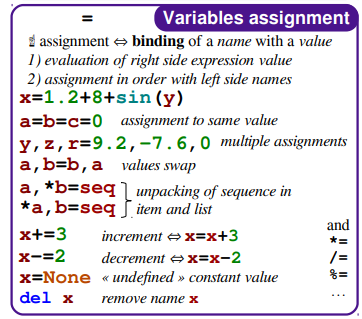 = Variables assignment
☝ assignment ⇔ binding of a name with a value
1) evaluation of right side expression value
2) assignment in order with left side names
x=1.2+8+sin(y)
a=b=c=0 assignment to same value
y,z,r=9.2,-7.6,0 multiple assignments
a,b=b,a values swap
a,*b=seq unpacking of sequence in
*a,b=seq item and list
and
x+=3 increment ⇔ x=x+3 *=
x-=2 decrement ⇔ x=x-2 /=
x=None « undefined » constant value %=
del x remove name x …